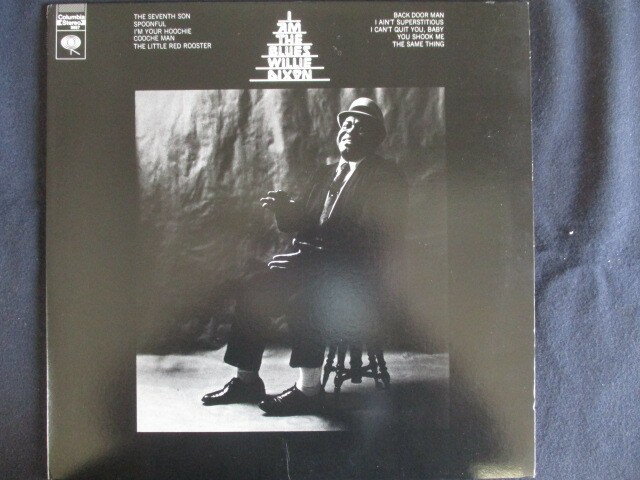 Columbia
Stereo
THE SEVENTH SON
SPOONFUL
I'M YOUR HOOCHIE
COOCHE MAN
THE LITTLE RED ROOSTER
I
AM
THE
BLUES
WILLIE
DIXON
BACK DOOR MAN
I AIN'T SUPERSTITIOUS
I CAN'T QUIT YOU, BABY
YOU SHOOK ME
THE SAME THING